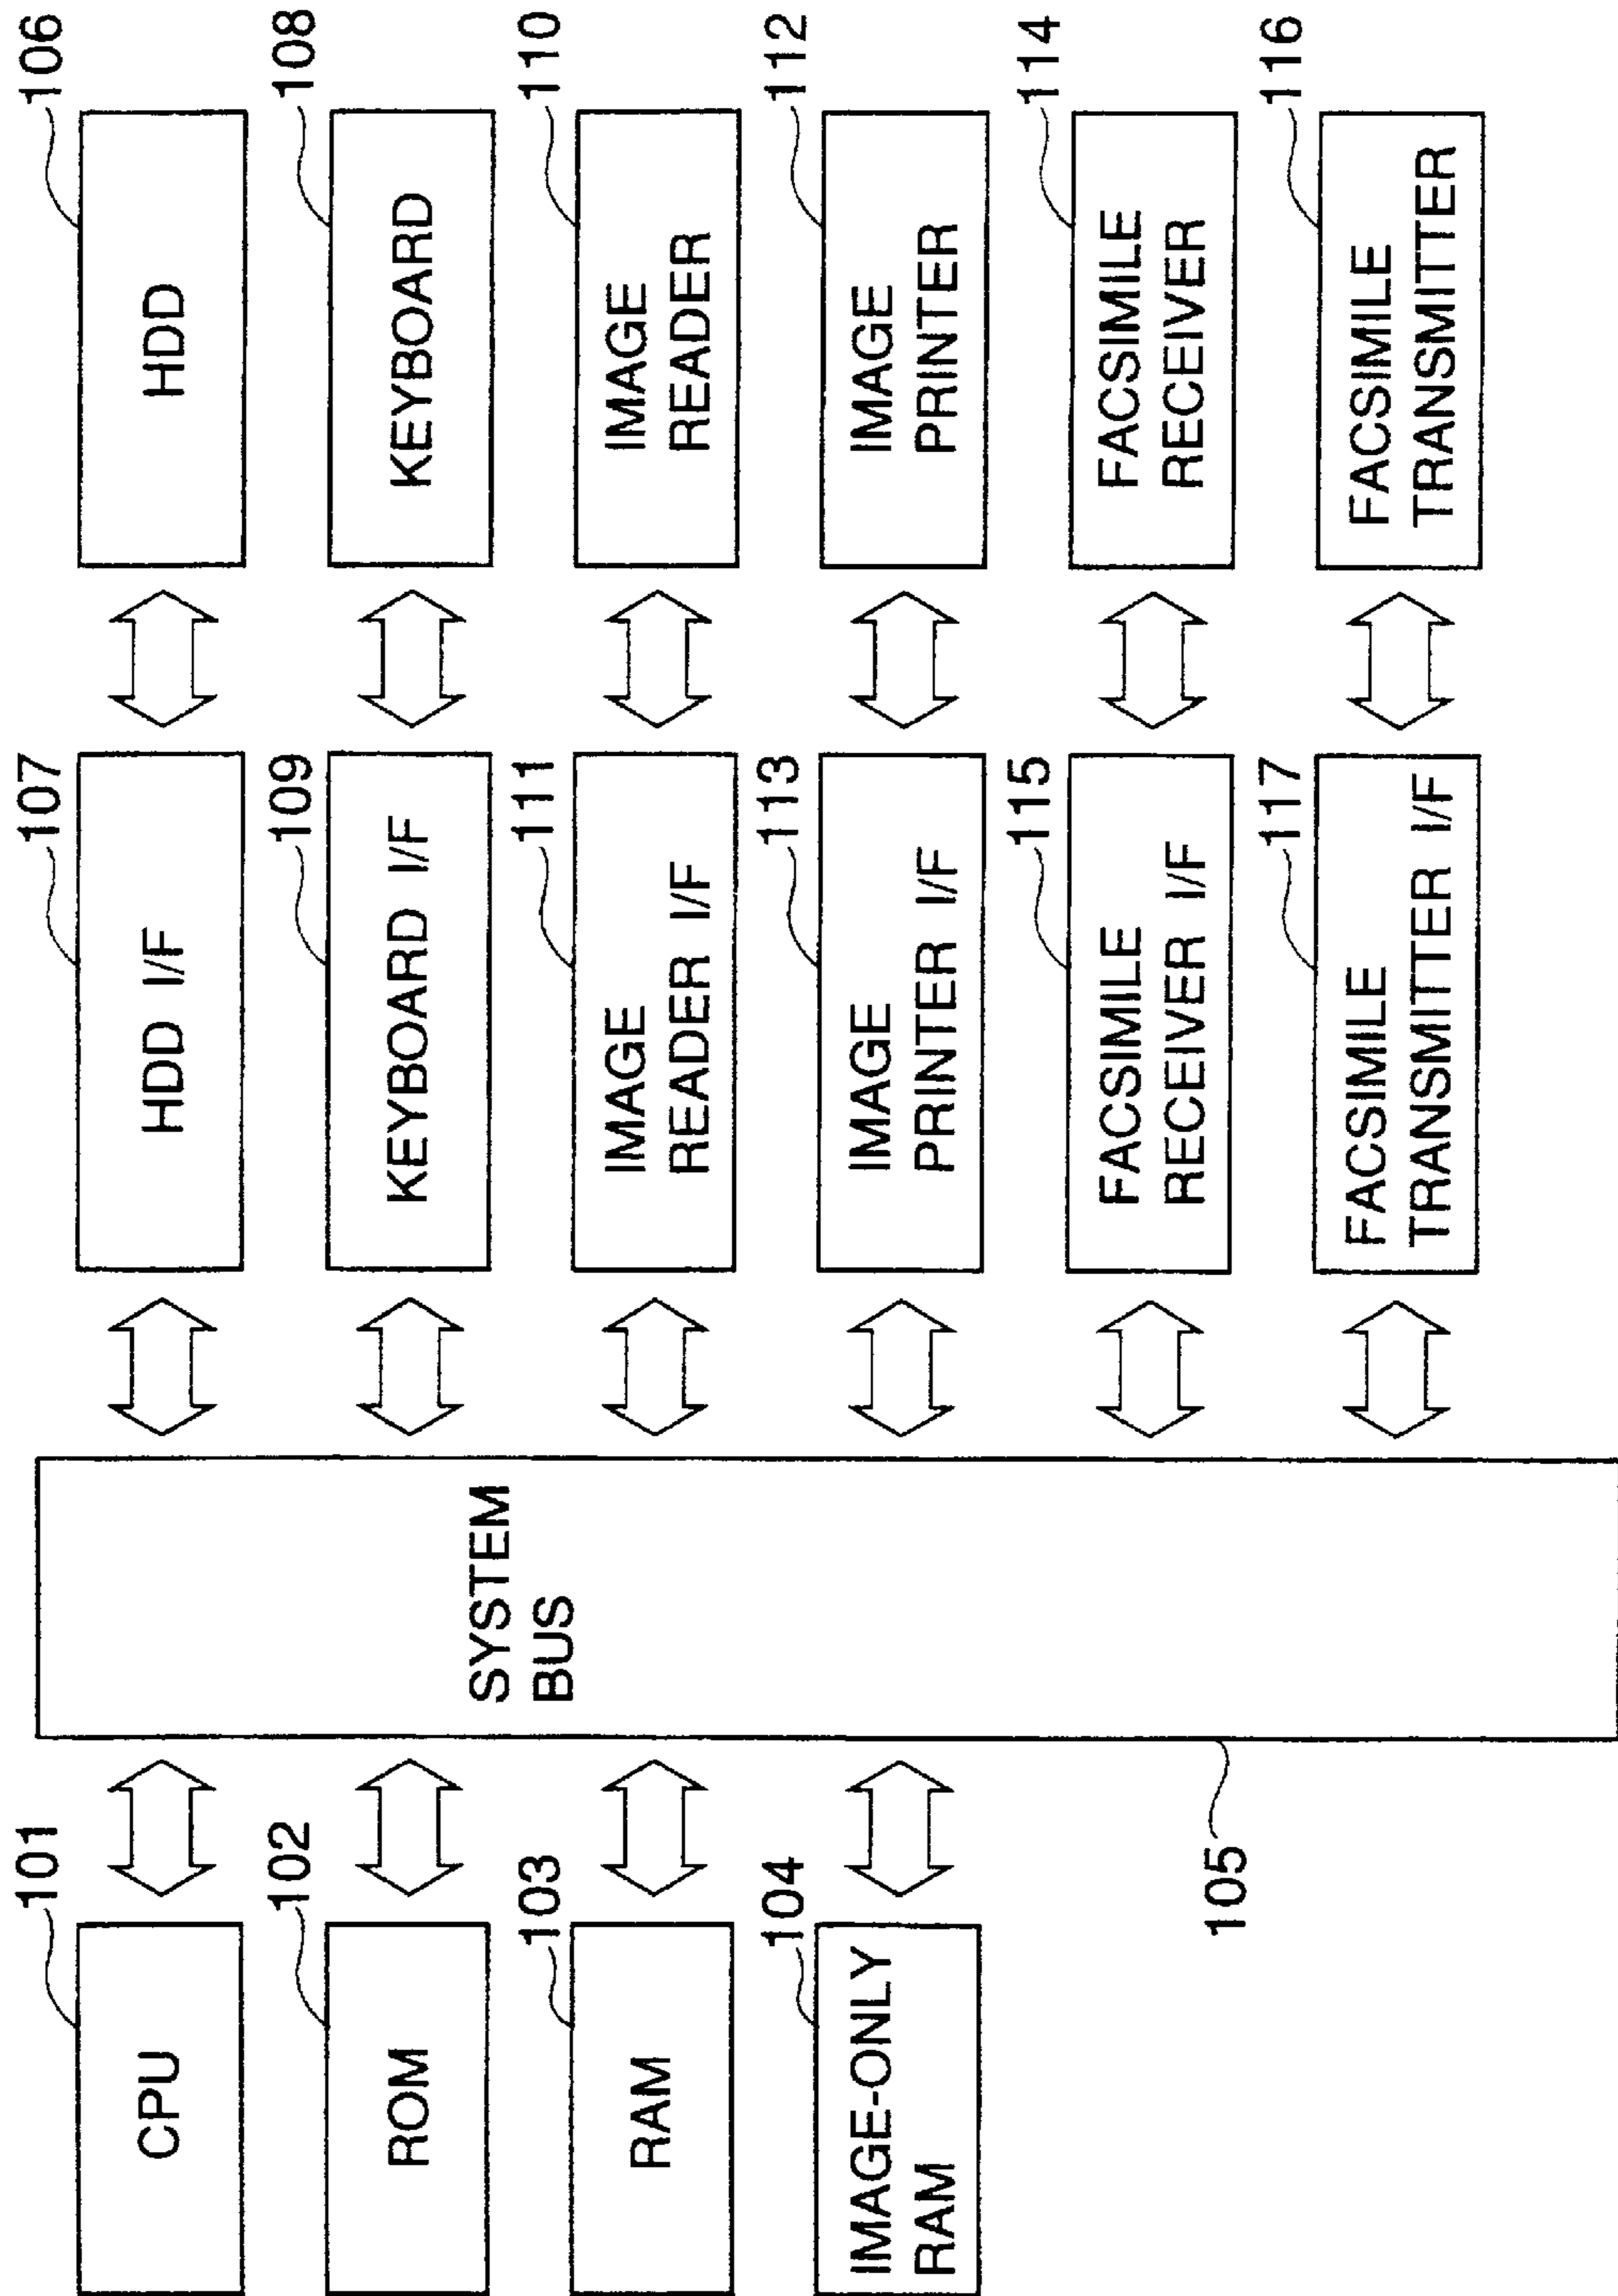 101
CPU
102
ROM
103
RAM
104
IMAGE-ONLY
RAM
SYSTEM
BUS
105
107
HDD I/F
109
KEYBOARD I/F
111
IMAGE
READER I/F
113
IMAGE
PRINTER I/F
115
FACSIMILE
RECEIVER I/F
117
FACSIMILE
TRANSMITTER I/F
106
HDD
108
KEYBOARD
110
IMAGE
READER
112
IMAGE
PRINTER
114
FACSIMILE
RECEIVER
116
FACSIMILE
TRANSMITTER